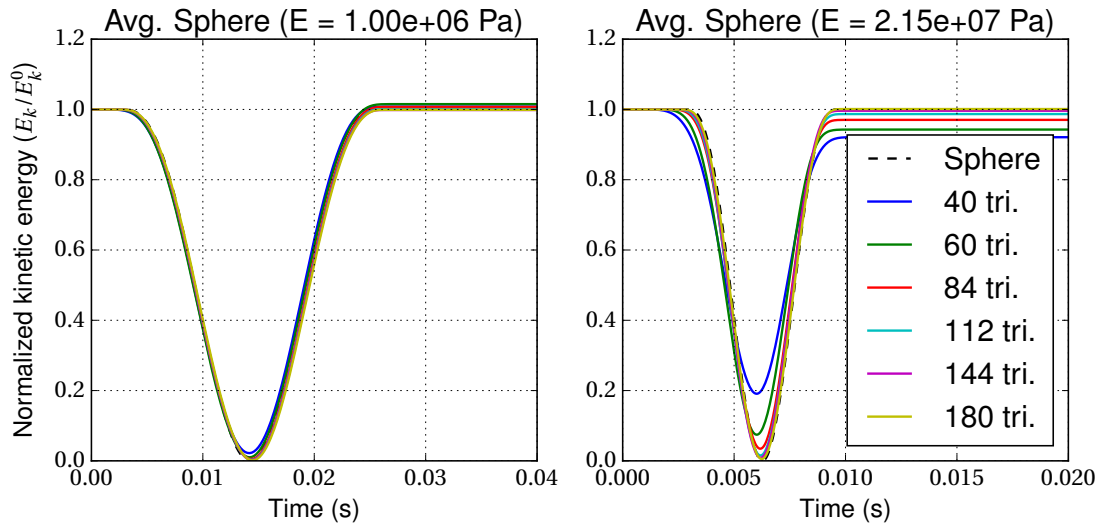 Avg. Sphere (E = 1.00e+06 Pa)
Normalized kinetic energy (E_k/E_k^0)
1.2
1.0
0.8
0.6
0.4
0.2
0.0
0.00 0.01 0.02 0.03 0.04
Time (s)
Avg. Sphere (E = 2.15e+07 Pa)
1.2
1.0
0.8
0.6
0.4
0.2
0.0
0.000 0.005 0.010 0.015 0.020
Time (s)
Sphere
40 tri.
60 tri.
84 tri.
112 tri.
144 tri.
180 tri.